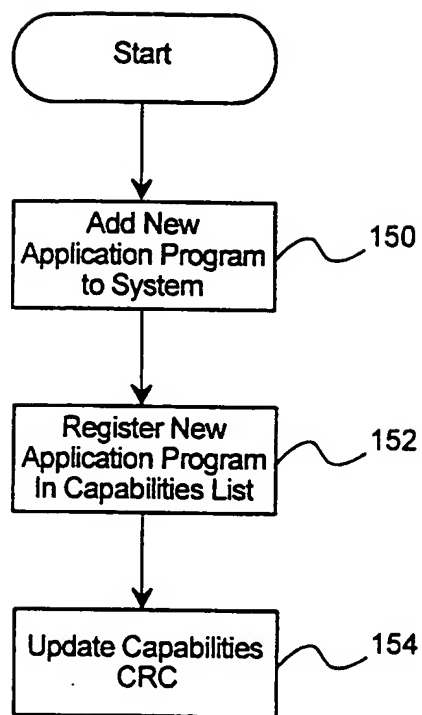 Start
Add New
Application Program
to System
150
Register New
Application Program
In Capabilities List
152
Update Capabilities
CRC
154